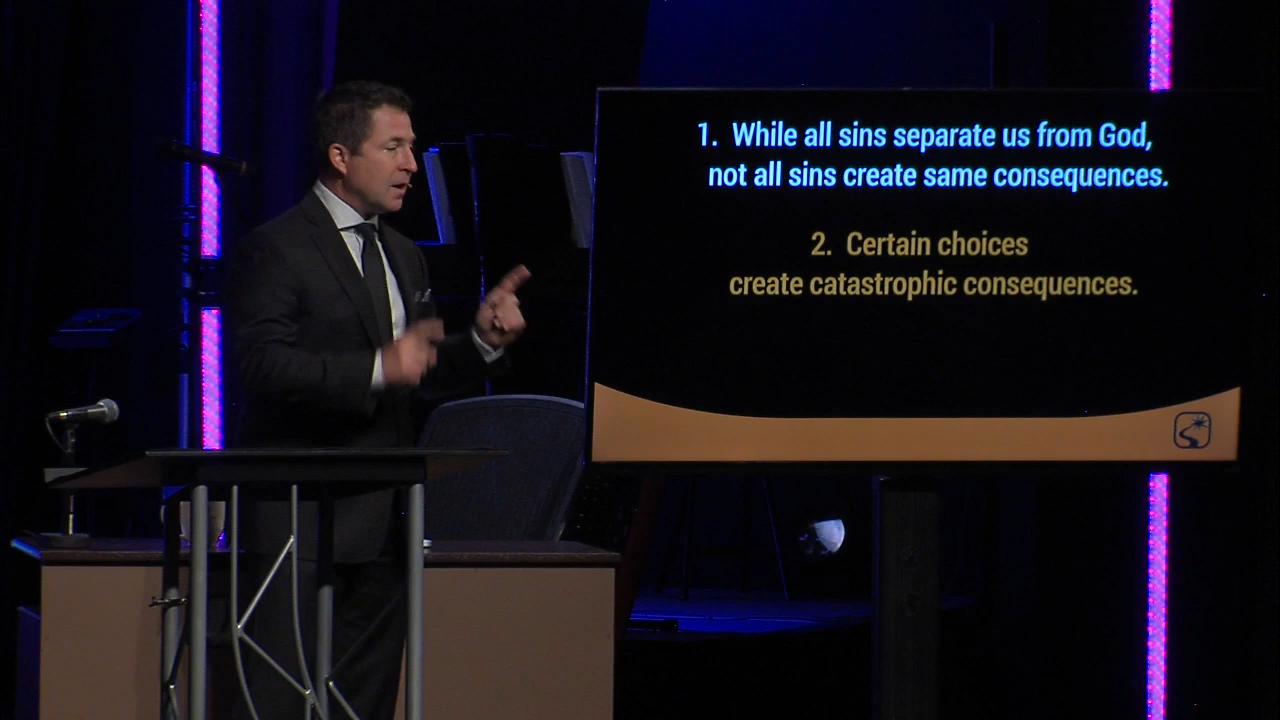 1. While all sins separate us from God,
not all sins create same consequences.
2. Certain choices
create catastrophic consequences.